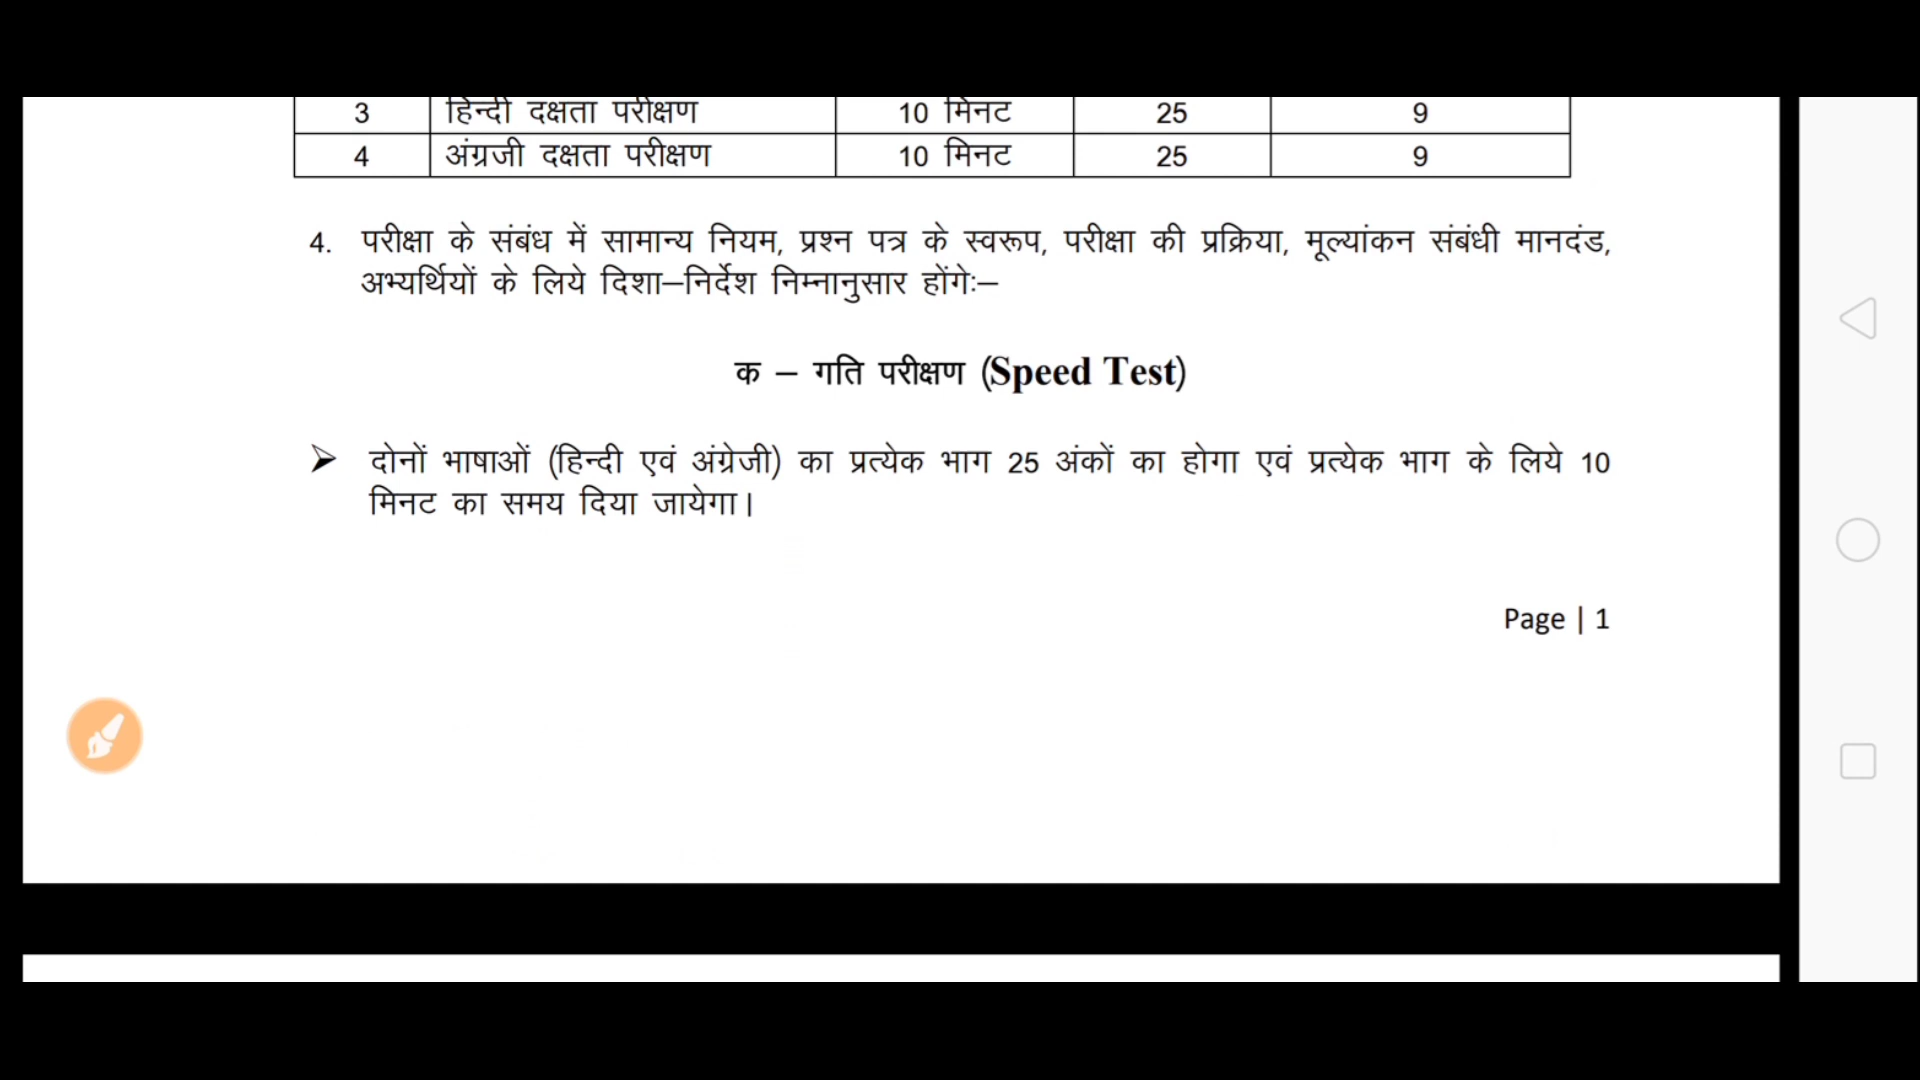 3 हिन्दी दक्षता परीक्षण 10 मिनट 25 9
4 अंग्रजी दक्षता परीक्षण 10 मिनट 25 9
4. परीक्षा के संबंध में सामान्य नियम, प्रश्न पत्र के स्वरूप, परीक्षा की प्रक्रिया, मूल्यांकन संबंधी मानदंड,
अभ्यर्थियों के लिये दिशा–निर्देश निम्नानुसार होंगेः–
क – गति परीक्षण (Speed Test)
➢ दोनों भाषाओं (हिन्दी एवं अंग्रेजी) का प्रत्येक भाग 25 अंकों का होगा एवं प्रत्येक भाग के लिये 10
मिनट का समय दिया जायेगा।
Page | 1